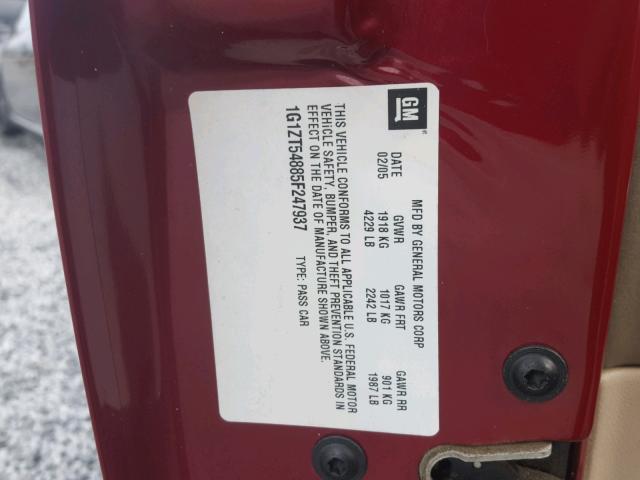 GM
MFD BY GENERAL MOTORS CORP
DATE GVWR GAWR FRT GAWR RR
02/05 1918 KG 1017 KG 901 KG
4229 LB 2242 LB 1987 LB
THIS VEHICLE CONFORMS TO ALL APPLICABLE U.S. FEDERAL MOTOR
VEHICLE SAFETY, BUMPER, AND THEFT PREVENTION STANDARDS IN
EFFECT ON THE DATE OF MANUFACTURE SHOWN ABOVE.
1G1ZT54885F247937 TYPE: PASS CAR